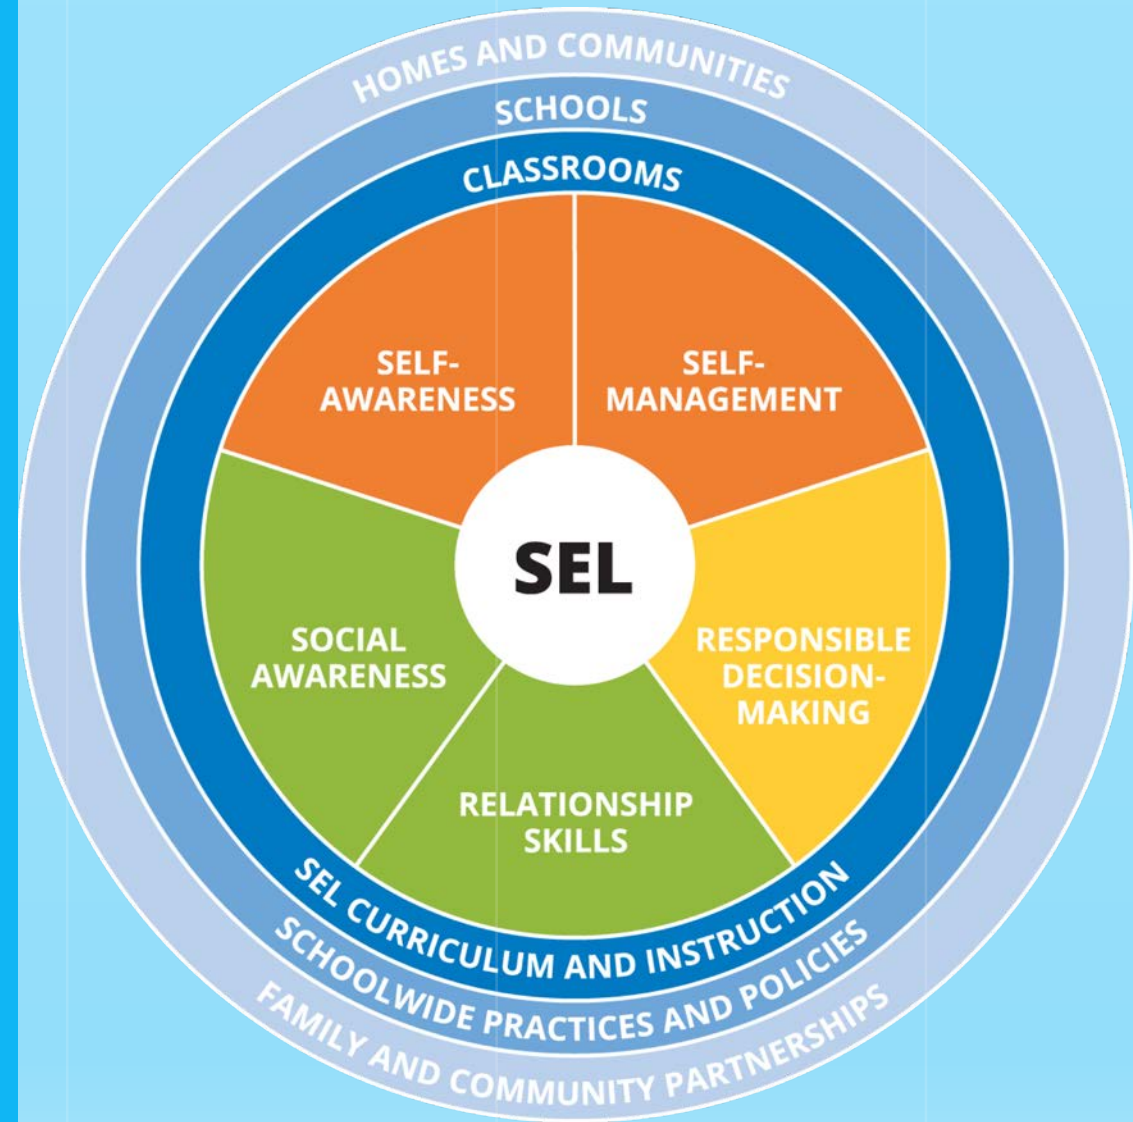 HOMES AND COMMUNITIES
SCHOOLS
CLASSROOMS
SELF-
AWARENESS
SELF-
MANAGEMENT
SEL
SOCIAL
AWARENESS
RESPONSIBLE
DECISION-
MAKING
RELATIONSHIP
SKILLS
SEL CURRICULUM AND INSTRUCTION
SCHOOLWIDE PRACTICES AND POLICIES
FAMILY AND COMMUNITY PARTNERSHIPS